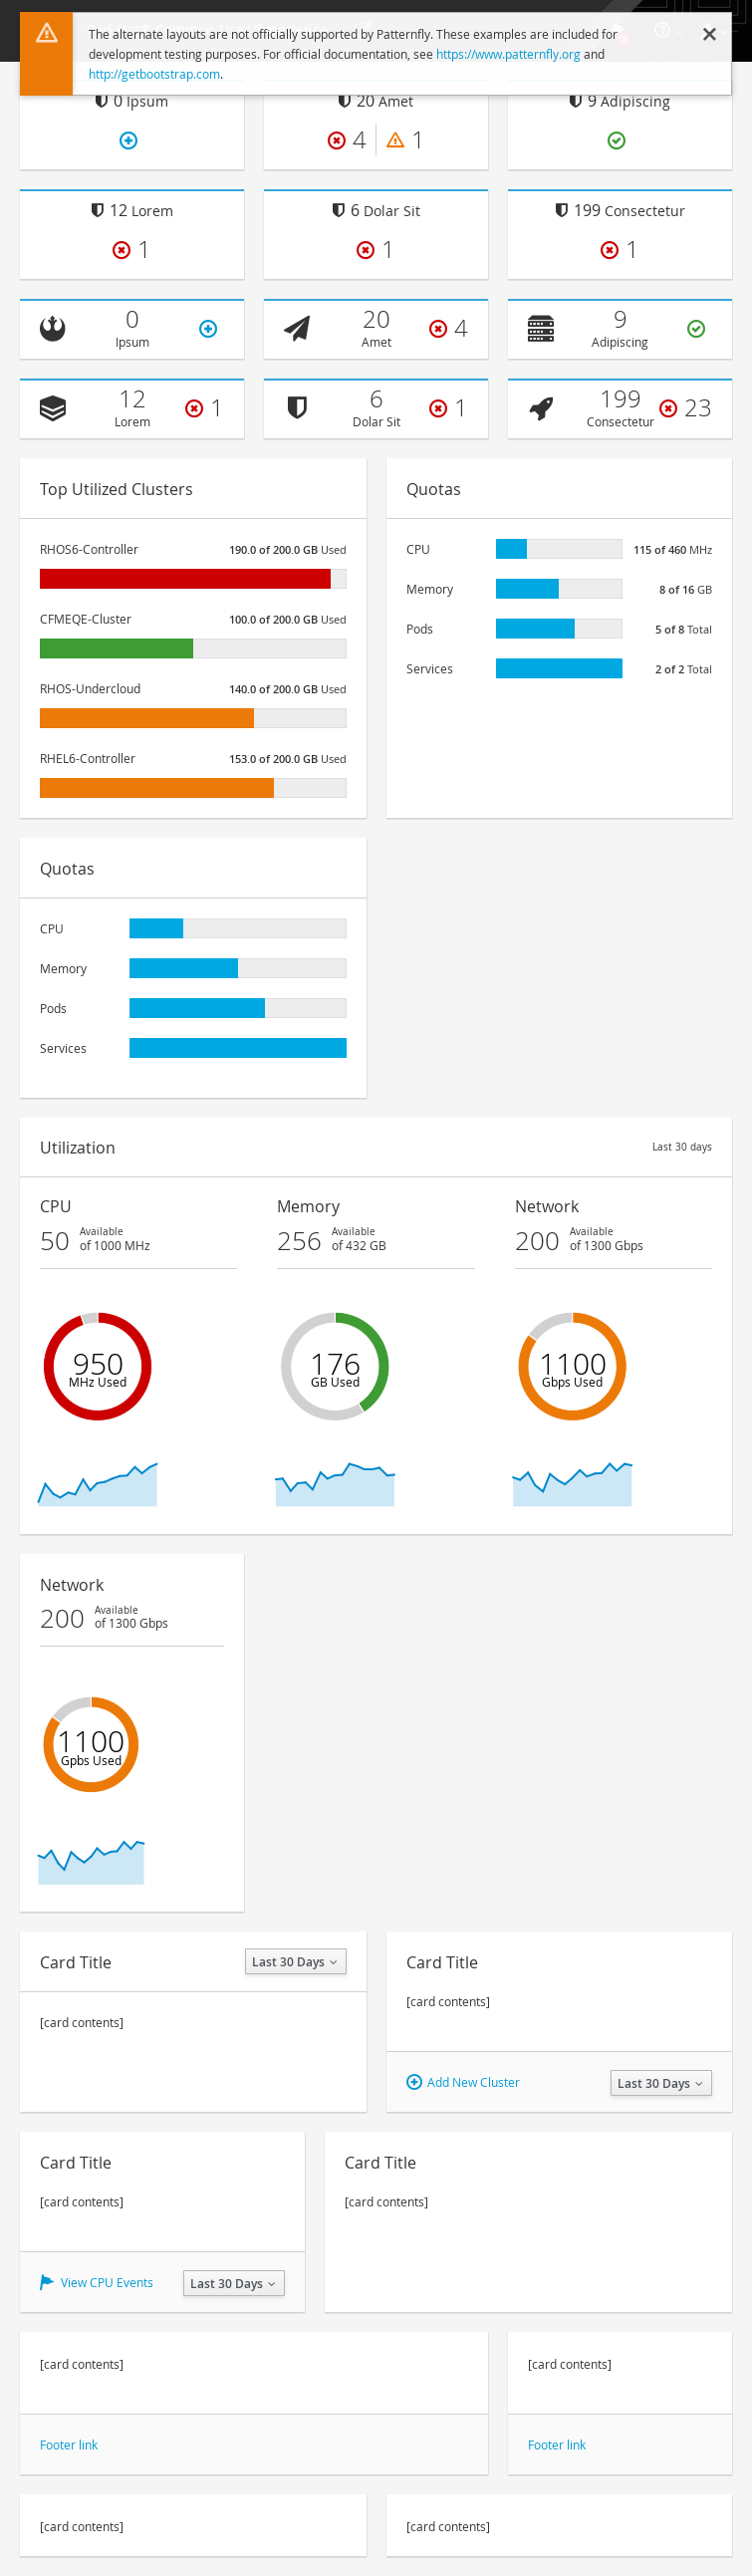 The alternate layouts are not officially supported by Patternfly. These examples are included for
development testing purposes. For official documentation, see https://www.patternfly.org and
http://getbootstrap.com.
0 Ipsum
20 Amet
9 Adipiscing
4
1
12 Lorem
6 Dolar Sit
199 Consectetur
1
1
1
0
Ipsum
20
Amet
4
9
Adipiscing
12
Lorem
1
6
Dolar Sit
1
199
Consectetur
23
Top Utilized Clusters
RHOS6-Controller 190.0 of 200.0 GB Used
CFMEQE-Cluster 100.0 of 200.0 GB Used
RHOS-Undercloud 140.0 of 200.0 GB Used
RHEL6-Controller 153.0 of 200.0 GB Used
Quotas
CPU 115 of 460 MHz
Memory 8 of 16 GB
Pods 5 of 8 Total
Services 2 of 2 Total
Quotas
CPU
Memory
Pods
Services
Utilization Last 30 days
CPU
50 Available
of 1000 MHz
950
MHz Used
Memory
256 Available
of 432 GB
176
GB Used
Network
200 Available
of 1300 Gbps
1100
Gbps Used
Network
200 Available
of 1300 Gbps
1100
Gpbs Used
Card Title Last 30 Days
[card contents]
Card Title
[card contents]
Add New Cluster Last 30 Days
Card Title
[card contents]
View CPU Events Last 30 Days
Card Title
[card contents]
[card contents]
Footer link
[card contents]
Footer link
[card contents]
[card contents]